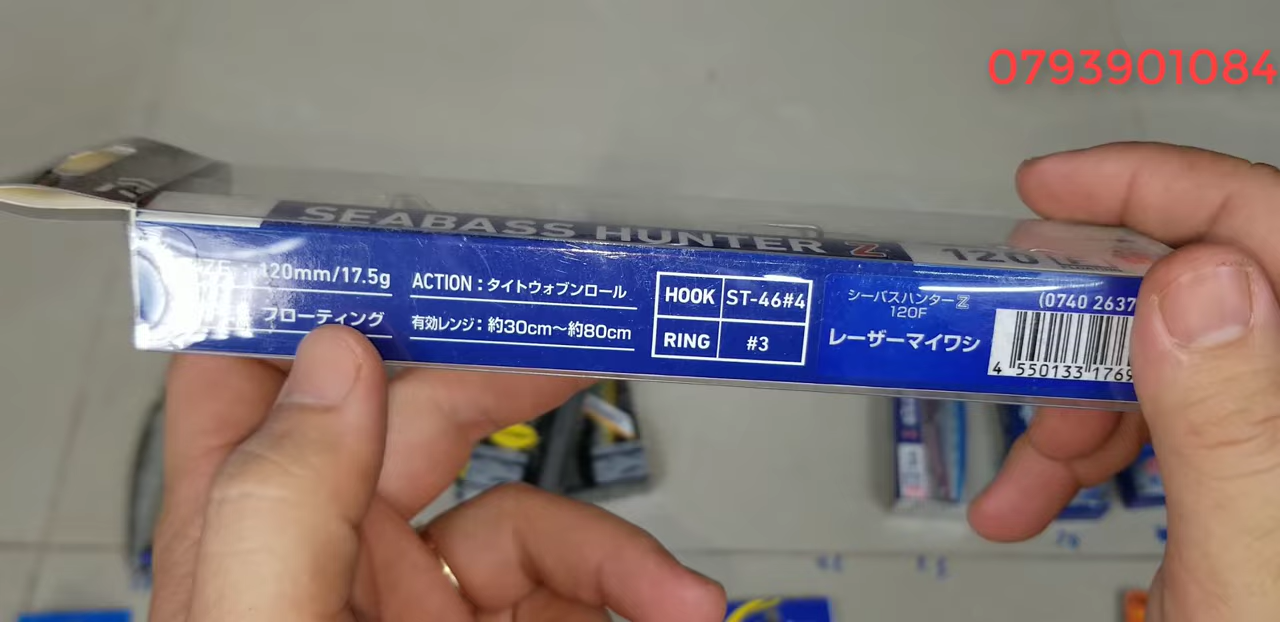 0793901084
SEABASS HUNTER Z
120mm/17.5g
フローティング
ACTION：タイトウォブンロール
有効レンジ：約30cm〜約80cm
HOOK ST-46#4
RING #3
シーバスハンターZ
120F
レーザーマイワシ
(0740 2637
4 550133 1769